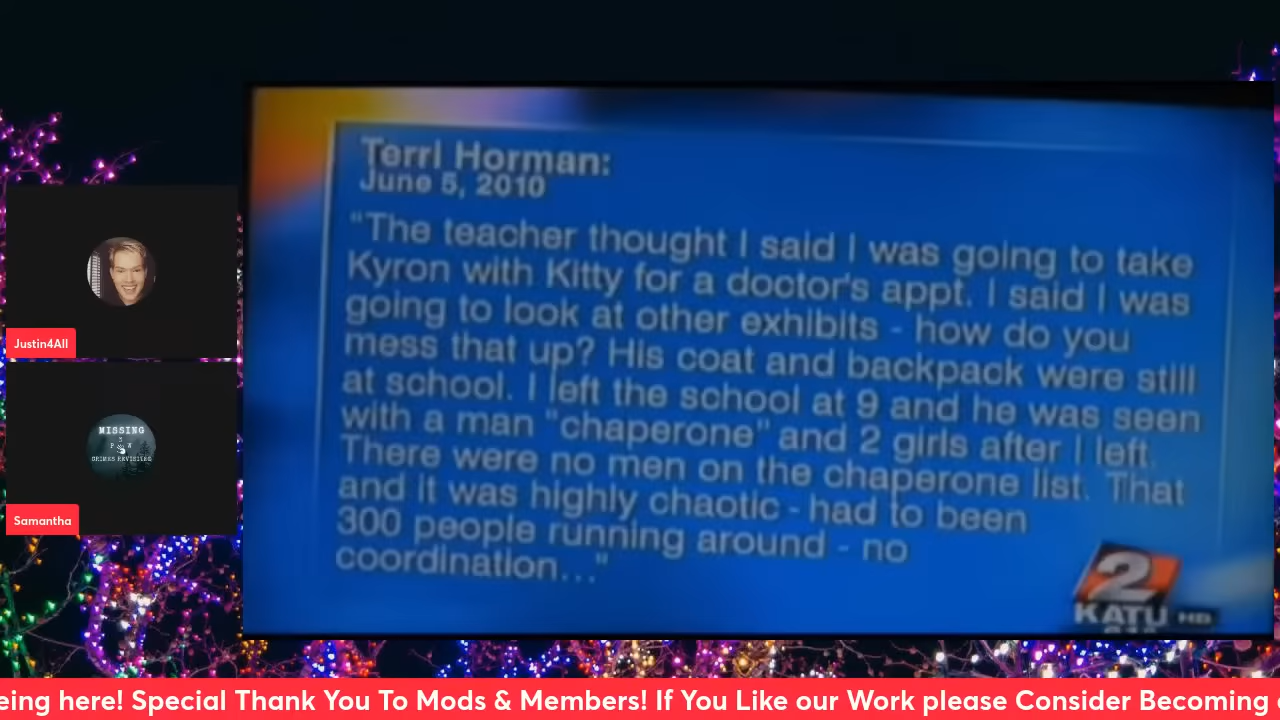 Terri Horman:
June 5, 2010
"The teacher thought I said I was going to take
Kyron with Kitty for a doctor's appt. I said I was
going to look at other exhibits - how do you
mess that up? His coat and backpack were still
at school. I left the school at 9 and he was seen
with a man "chaperone" and 2 girls after I left.
There were no men on the chaperone list. That
and it was highly chaotic - had to been
300 people running around - no
coordination..."
2
KATU HD
Justin4All
MISSING
CRIMES REVISITED
Samantha
eing here! Special Thank You To Mods & Members! If You Like our Work please Consider Becoming